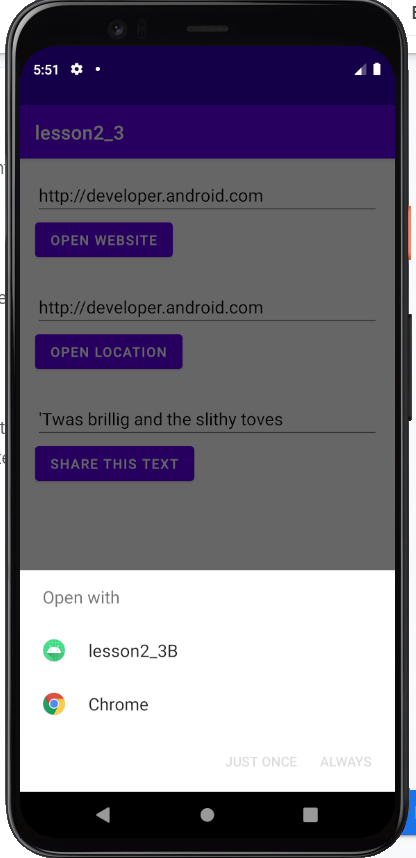 5:51
lesson2_3
http://developer.android.com
OPEN WEBSITE
http://developer.android.com
OPEN LOCATION
'Twas brillig and the slithy toves
SHARE THIS TEXT
Open with
lesson2_3B
Chrome
JUST ONCE ALWAYS